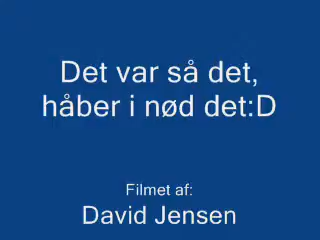 Det var så det,
håber i nød det:D
Filmet af:
David Jensen